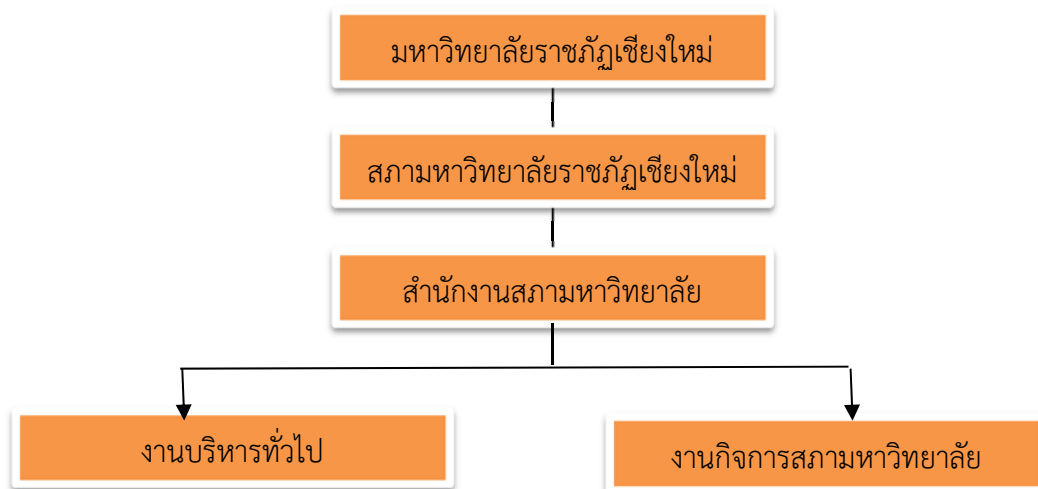 มหาวิทยาลัยราชภัฏเชียงใหม่
สภามหาวิทยาลัยราชภัฏเชียงใหม่
สำนักงานสภามหาวิทยาลัย
งานบริหารทั่วไป
งานกิจการสภามหาวิทยาลัย